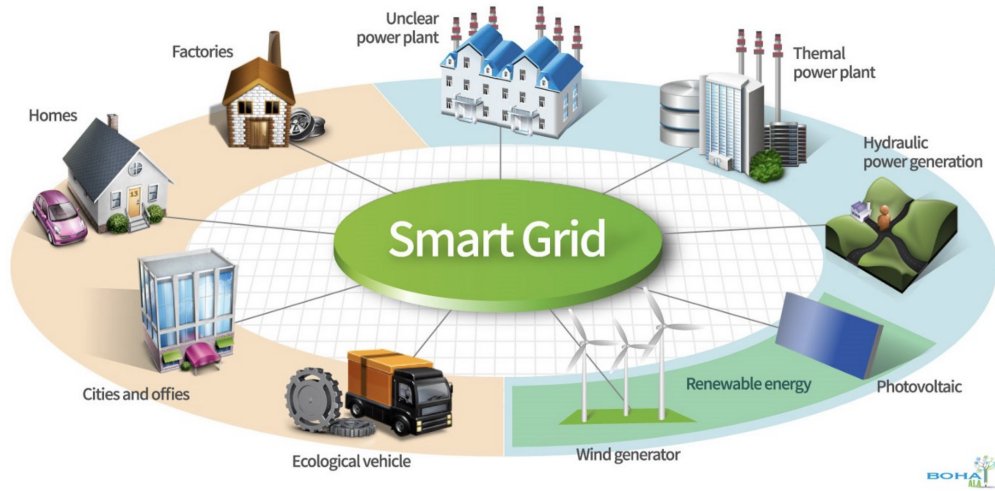 Unclear
power plant
Factories
Themal
power plant
Homes
Hydraulic
power generation
Smart Grid
Cities and offies
Renewable energy
Photovoltaic
Ecological vehicle
Wind generator
BOHA
ALA